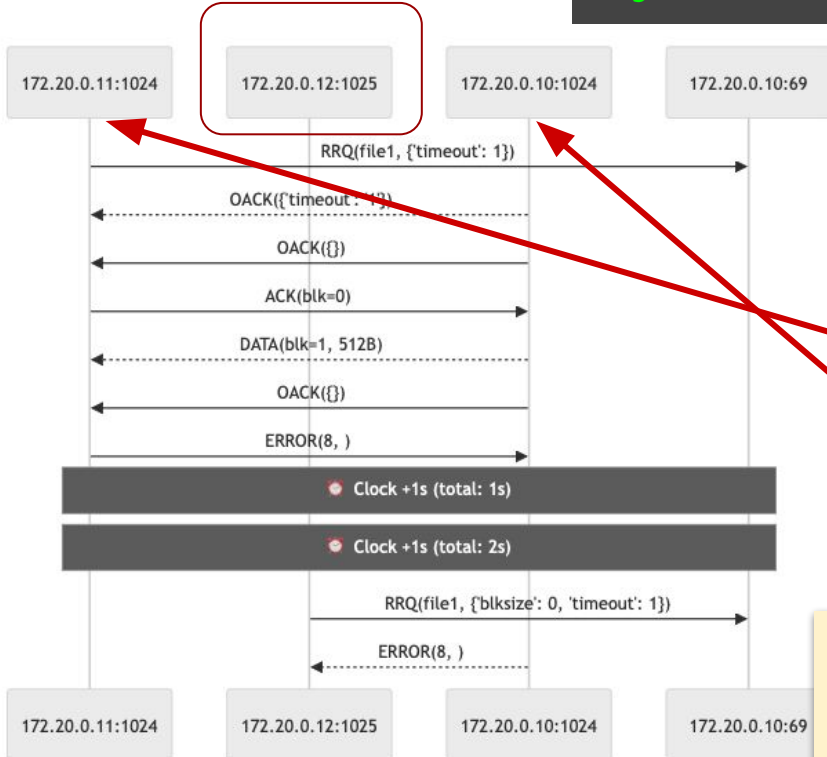 172.20.0.11:1024 172.20.0.12:1025 172.20.0.10:1024 172.20.0.10:69
RRQ(file1, {'timeout': 1})
OACK({'timeout': '1'})
OACK({})
ACK(blk=0)
DATA(blk=1, 512B)
OACK({})
ERROR(8, )
⏰ Clock +1s (total: 1s)
⏰ Clock +1s (total: 2s)
RRQ(file1, {'blksize': 0, 'timeout': 1})
ERROR(8, )
172.20.0.11:1024 172.20.0.12:1025 172.20.0.10:1024 172.20.0.10:69